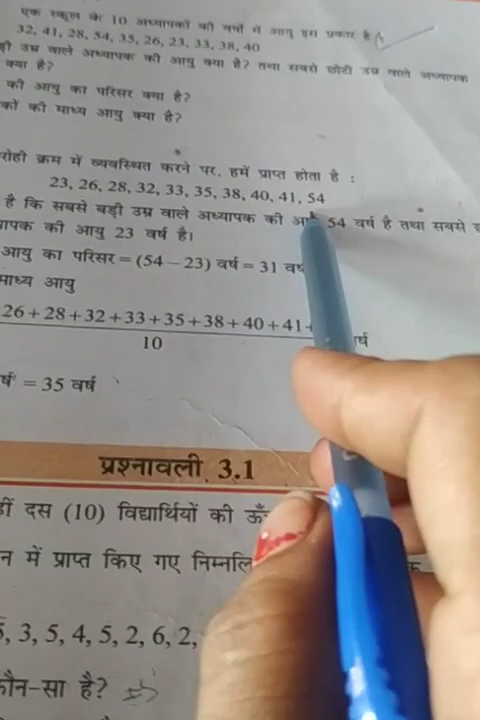 एक स्कूल के 10 अध्यापकों की वर्षों में आयु इस प्रकार है
32, 41, 28, 54, 35, 26, 23, 33, 38, 40
उम्र वाले अध्यापक की आयु क्या है? तथा सबसे छोटी उम्र वाले अध्यापक
क्या है?
की आयु का परिसर क्या है?
की माध्य आयु क्या है?
क्रम में व्यवस्थित करने पर, हमें प्राप्त होता है :
23, 26, 28, 32, 33, 35, 38, 40, 41, 54
है कि सबसे बड़ी उम्र वाले अध्यापक की 54 वर्ष है तथा सबसे
की आयु 23 वर्ष है।
आयु का परिसर = (54 – 23) वर्ष = 31
माध्य आयु
26 + 28 + 32 + 33 + 35 + 38 + 40 + 41
10
= 35 वर्ष
प्रश्नावली 3.1
दस (10) विद्यार्थियों की
में प्राप्त किए गए
3, 5, 4, 5, 2, 6, 2,
कौन-सा है?